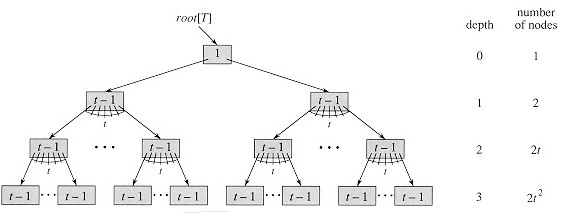 root[T]
depth number of nodes
1 0 1
t – 1 t – 1 1 2
t t
t – 1 ··· t – 1 t – 1 ··· t – 1 2 2t
t t t t
t – 1 ··· t – 1 t – 1 ··· t – 1 t – 1 ··· t – 1 t – 1 ··· t – 1 3 2t²